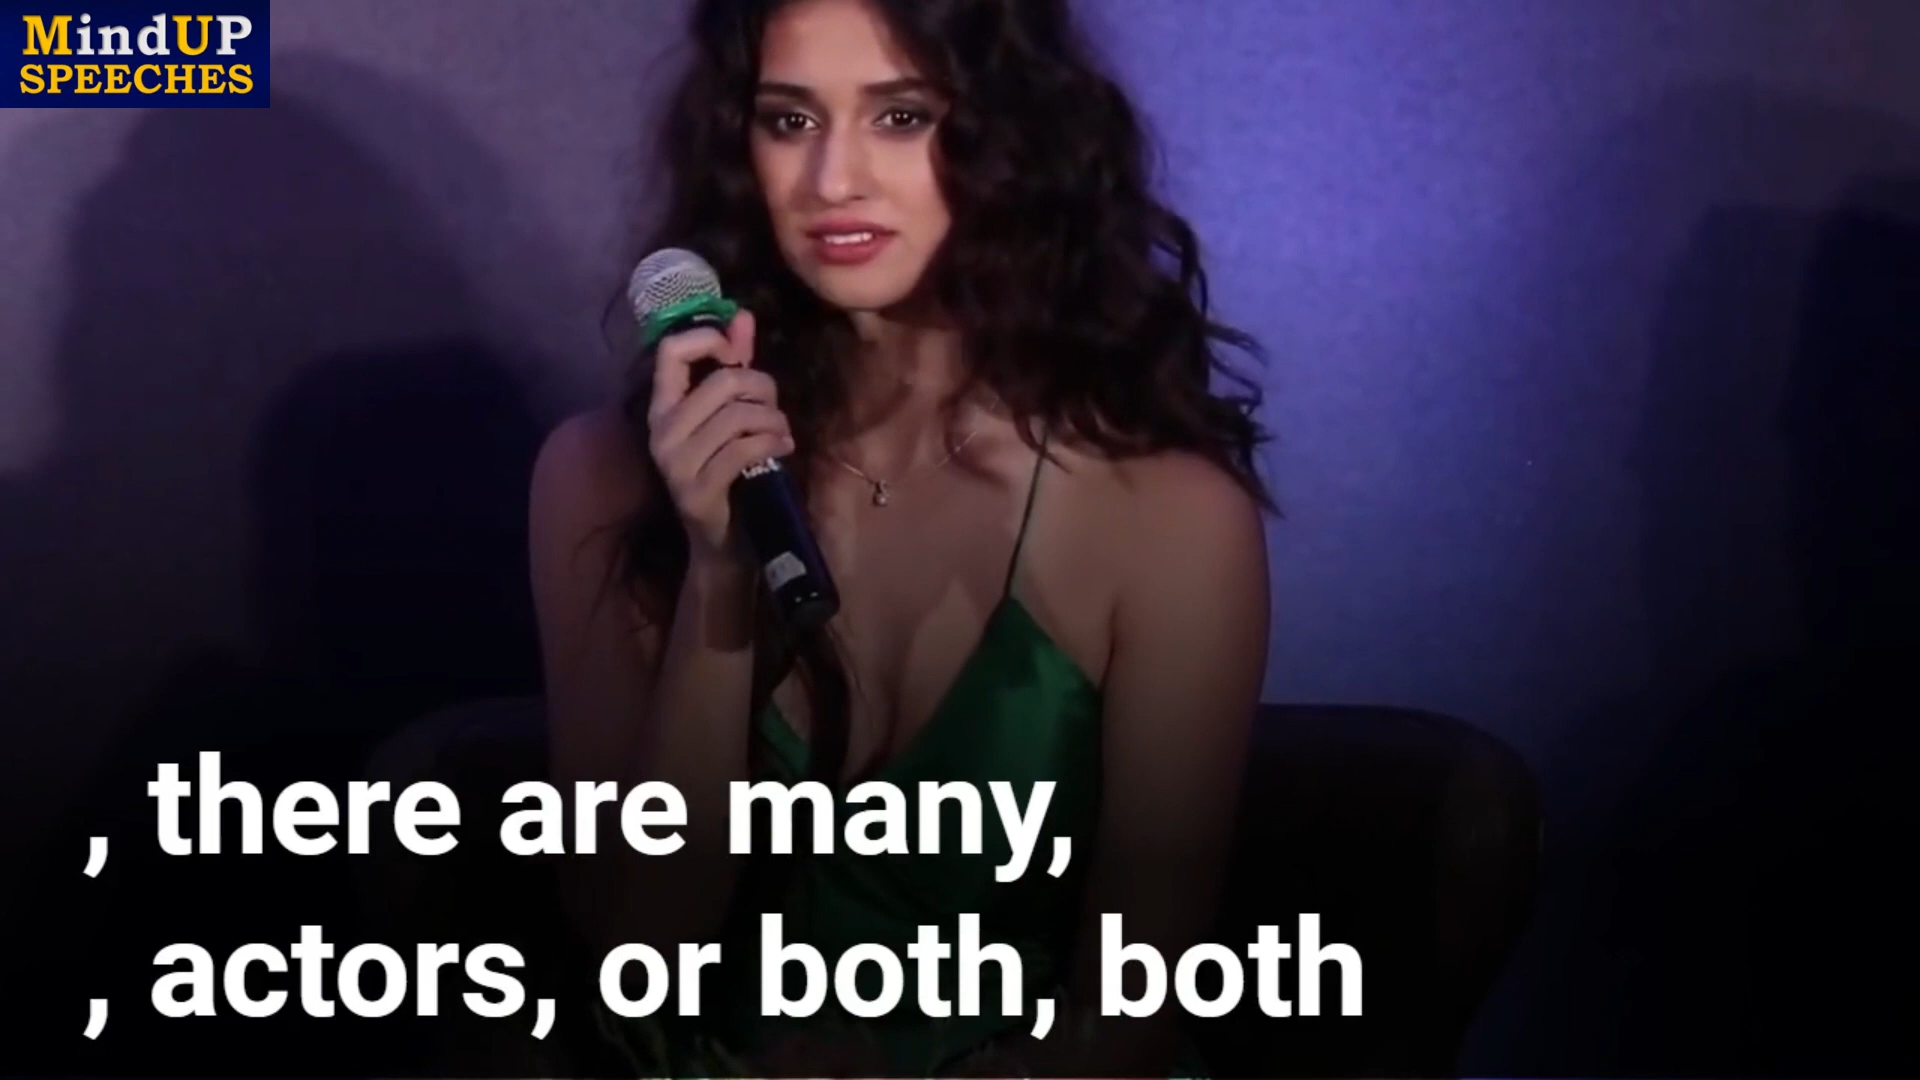 MindUP
SPEECHES
, there are many,
, actors, or both, both